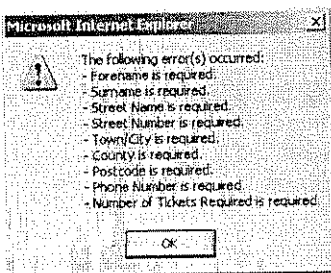 Microsoft Internet Explorer
The following error(s) occurred:
- Forename is required.
- Surname is required.
- Street Name is required.
- Street Number is required.
- Town/City is required.
- County is required.
- Postcode is required.
- Phone Number is required.
- Number of Tickets Required is required.
OK